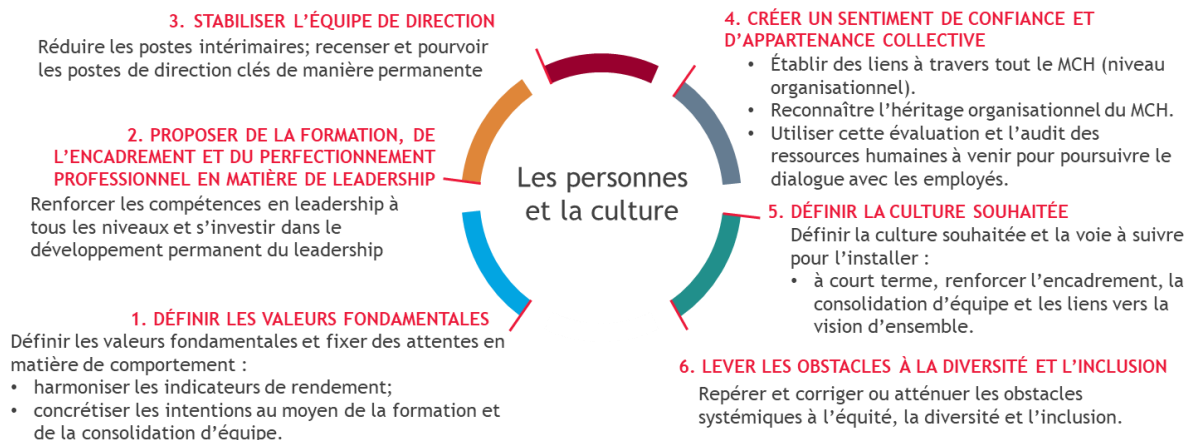 3. STABILISER L’ÉQUIPE DE DIRECTION
Réduire les postes intérimaires; recenser et pourvoir
les postes de direction clés de manière permanente
2. PROPOSER DE LA FORMATION, DE
L’ENCADREMENT ET DU PERFECTIONNEMENT
PROFESSIONNEL EN MATIÈRE DE LEADERSHIP
Renforcer les compétences en leadership à
tous les niveaux et s’investir dans le
développement permanent du leadership
1. DÉFINIR LES VALEURS FONDAMENTALES
Définir les valeurs fondamentales et fixer des attentes en
matière de comportement :
• harmoniser les indicateurs de rendement;
• concrétiser les intentions au moyen de la formation et
de la consolidation d’équipe.
Les personnes
et la culture
4. CRÉER UN SENTIMENT DE CONFIANCE ET
D’APPARTENANCE COLLECTIVE
• Établir des liens à travers tout le MCH (niveau
organisationnel).
• Reconnaître l’héritage organisationnel du MCH.
• Utiliser cette évaluation et l’audit des
ressources humaines à venir pour poursuivre le
dialogue avec les employés.
5. DÉFINIR LA CULTURE SOUHAITÉE
Définir la culture souhaitée et la voie à suivre
pour l’installer :
• à court terme, renforcer l’encadrement, la
consolidation d’équipe et les liens vers la
vision d’ensemble.
6. LEVER LES OBSTACLES À LA DIVERSITÉ ET L’INCLUSION
Repérer et corriger ou atténuer les obstacles
systémiques à l’équité, la diversité et l’inclusion.